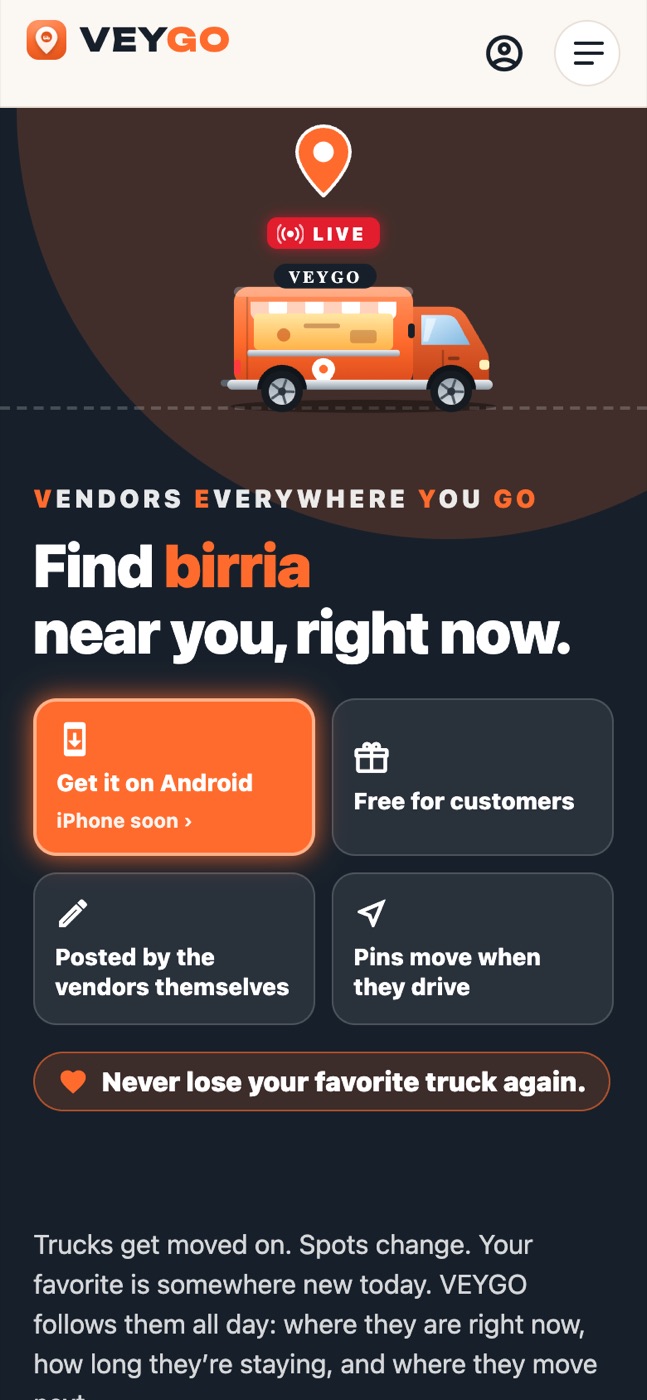 VEYGO
LIVE
VEYGO
VENDORS EVERYWHERE YOU GO
Find birria
near you, right now.
Get it on Android
iPhone soon ›
Free for customers
Posted by the
vendors themselves
Pins move when
they drive
Never lose your favorite truck again.
Trucks get moved on. Spots change. Your
favorite is somewhere new today. VEYGO
follows them all day: where they are right now,
how long they’re staying, and where they move